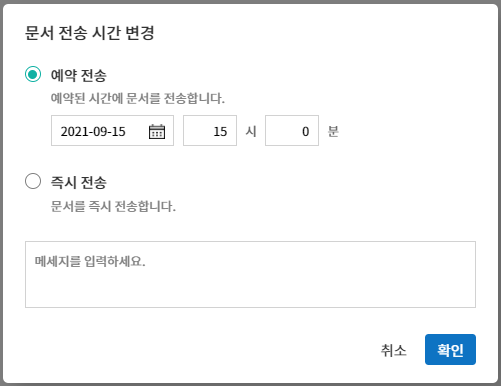 문서 전송 시간 변경
예약 전송
예약된 시간에 문서를 전송합니다.
2021-09-15 15 시 0 분
즉시 전송
문서를 즉시 전송합니다.
메세지를 입력하세요.
취소 확인